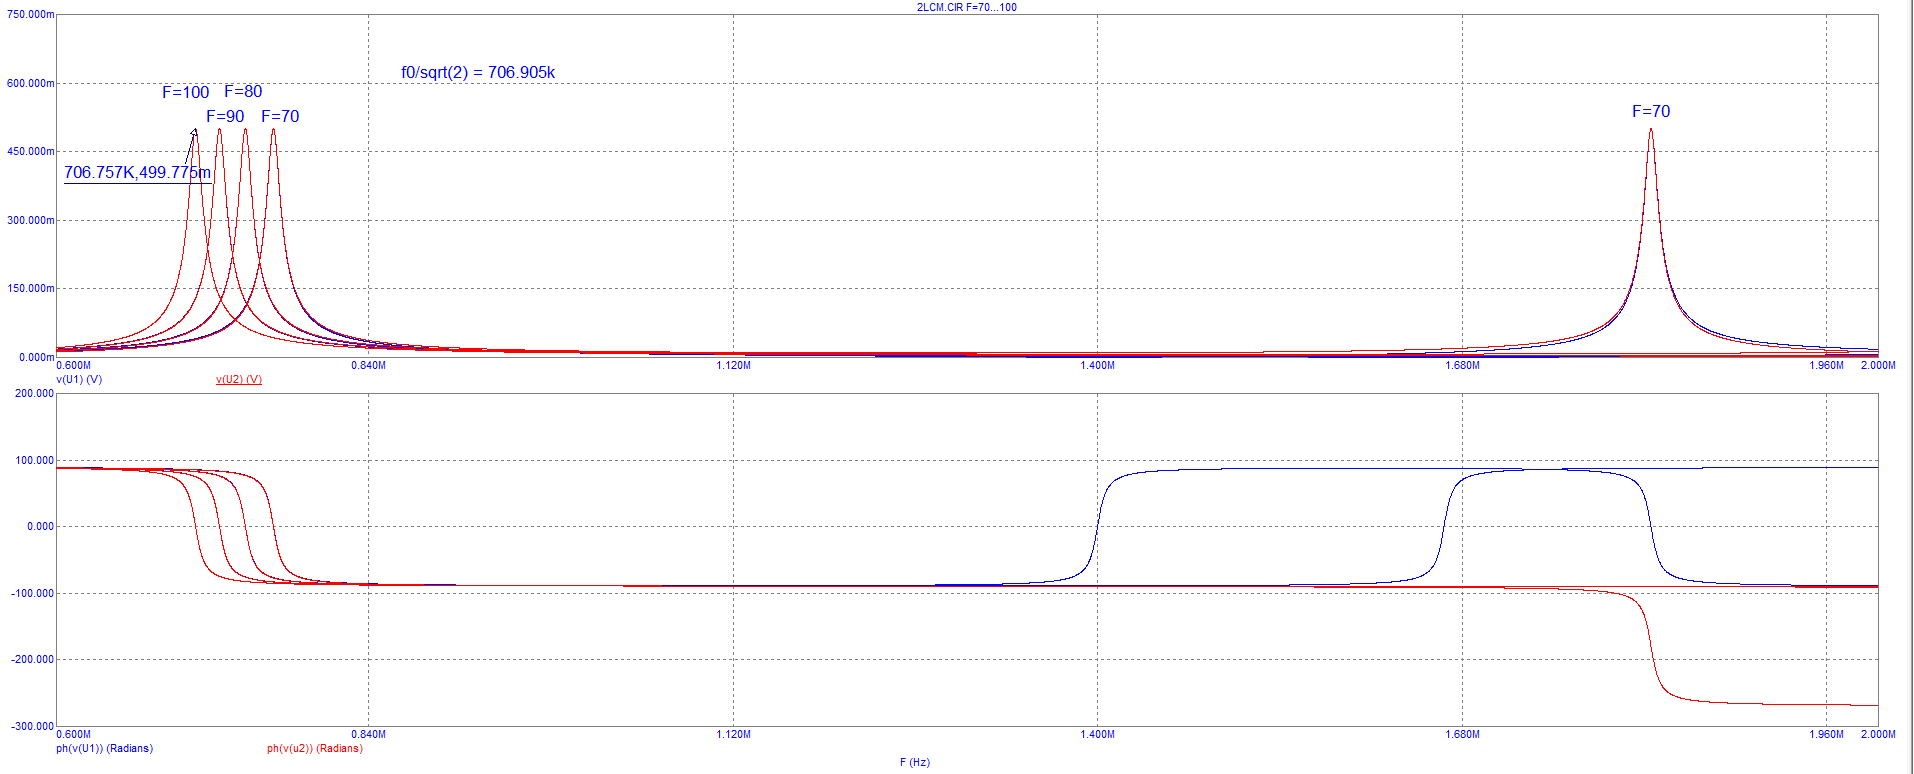 2LCM.CIR F=70...100
750.000m
f0/sqrt(2) = 706.905k
600.000m
F=100 F=80
F=90 F=70
F=70
450.000m
706.757K,499.775m
300.000m
150.000m
0.000m
0.600M 0.840M 1.120M 1.400M 1.680M 1.960M 2.000M
v(U1) (V) v(U2) (V)
200.000
100.000
0.000
-100.000
-200.000
-300.000
0.600M 0.840M 1.120M 1.400M 1.680M 1.960M 2.000M
ph(v(U1)) (Radians) ph(v(u2)) (Radians)
F (Hz)